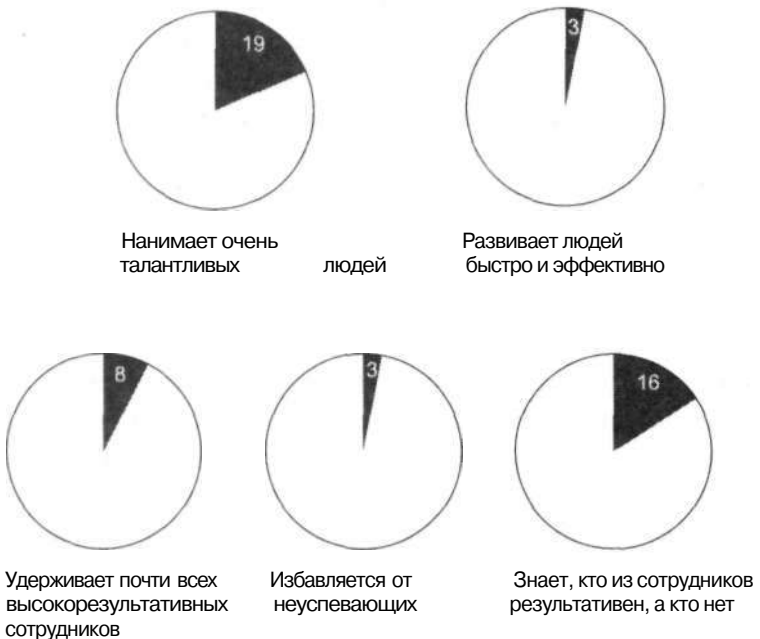 19
3
Нанимает очень
талантливых людей
Развивает людей
быстро и эффективно
8
3
16
Удерживает почти всех
высокорезультативных
сотрудников
Избавляется от
неуспевающих
Знает, кто из сотрудников
результативен, а кто нет